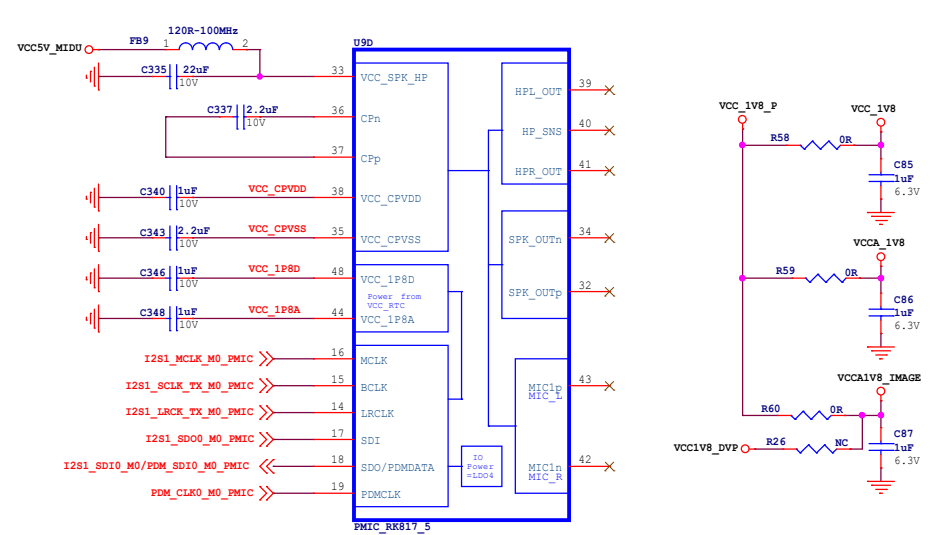 120R-100MHz
VCC5V_MIDU
FB9
1
2
U9D
C335
22uF
10V
33
VCC_SPK_HP
C337
2.2uF
10V
36
CPn
37
CPp
C340
1uF
10V
VCC_CPVDD
38
VCC_CPVDD
C343
2.2uF
10V
VCC_CPVSS
35
VCC_CPVSS
C346
1uF
10V
VCC_1P8D
48
VCC_1P8D
Power from
VCC_RTC
C348
1uF
10V
VCC_1P8A
44
VCC_1P8A
I2S1_MCLK_M0_PMIC
16
MCLK
I2S1_SCLK_TX_M0_PMIC
15
BCLK
I2S1_LRCK_TX_M0_PMIC
14
LRCLK
I2S1_SDO0_M0_PMIC
17
SDI
I2S1_SDI0_M0/PDM_SDI0_M0_PMIC
18
SDO/PDMDATA
PDM_CLK0_M0_PMIC
19
PDMCLK
IO
Power
=LDO4
HPL_OUT
39
HP_SNS
40
HPR_OUT
41
SPK_OUTn
34
SPK_OUTp
32
MIC1p
MIC_L
43
MIC1n
MIC_R
42
PMIC_RK817_5
VCC_1V8_P
VCC_1V8
R58
0R
C85
1uF
6.3V
VCCA_1V8
R59
0R
C86
1uF
6.3V
VCCA1V8_IMAGE
R60
0R
VCC1V8_DVP
R26
NC
C87
1uF
6.3V